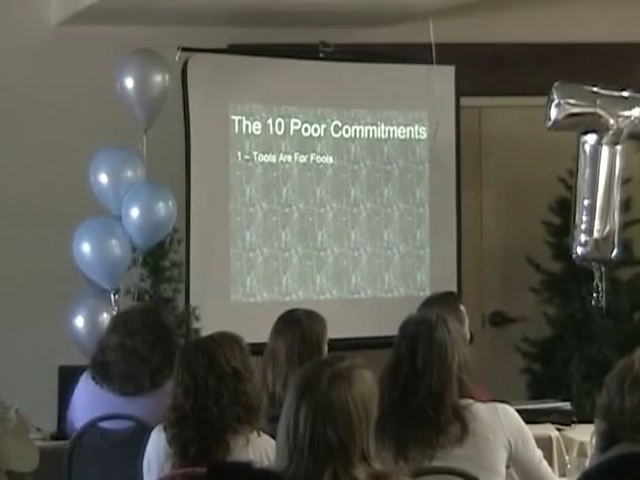 The 10 Poor Commitments
1 – Tools Are For Fools
T